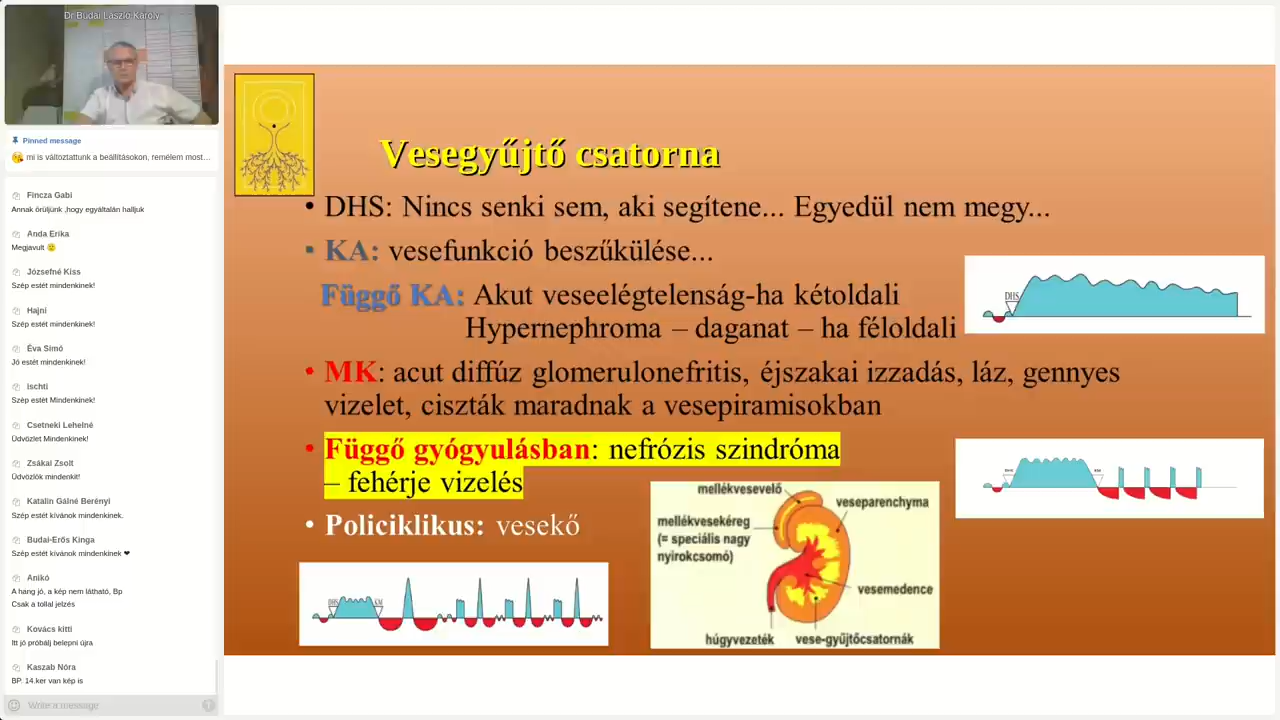 Dr Budai László Károly
Pinned message
mi is változtattunk a beállításokon, remélem most...
Fincza Gabi
Annak örüljünk ,hogy egyáltalán halljuk
Anda Erika
Megjavult 🙂
Józsefné Kiss
Szép estét mindenkinek!
Hajni
Szép estét mindenkinek!
Éva Simó
Jó estét mindenkinek!
ischti
Szép estét Mindenkinek!
Csetneki Lehelné
Üdvözlet Mindenkinek!
Zsákai Zsolt
Üdvözlök mindenkit!
Katalin Gálné Berényi
Szép estét kívánok mindenkinek.
Budai-Erős Kinga
Szép estét kívánok mindenkinek ❤
Anikó
A hang jó, a kép nem látható, Bp
Csak a tollal jelzés
Kovács kitti
Itt jó próbálj belepni újra
Kaszab Nóra
BP. 14.ker van kép is
Write a message
Vesegyűjtő csatorna
• DHS: Nincs senki sem, aki segítene... Egyedül nem megy...
▪ KA: vesefunkció beszűkülése...
Függő KA: Akut veseelégtelenság-ha kétoldali
Hypernephroma – daganat – ha féloldali
DHS
• MK: acut diffúz glomerulonefritis, éjszakai izzadás, láz, gennyes
vizelet, ciszták maradnak a vesepiramisokban
• Függő gyógyulásban: nefrózis szindróma
– fehérje vizelés
• Policiklikus: vesekő
mellékvesevelő
veseparenchyma
mellékvesekéreg
(= speciális nagy
nyirokcsomó)
vesemedence
húgyvezeték
vese-gyűjtőcsatornák